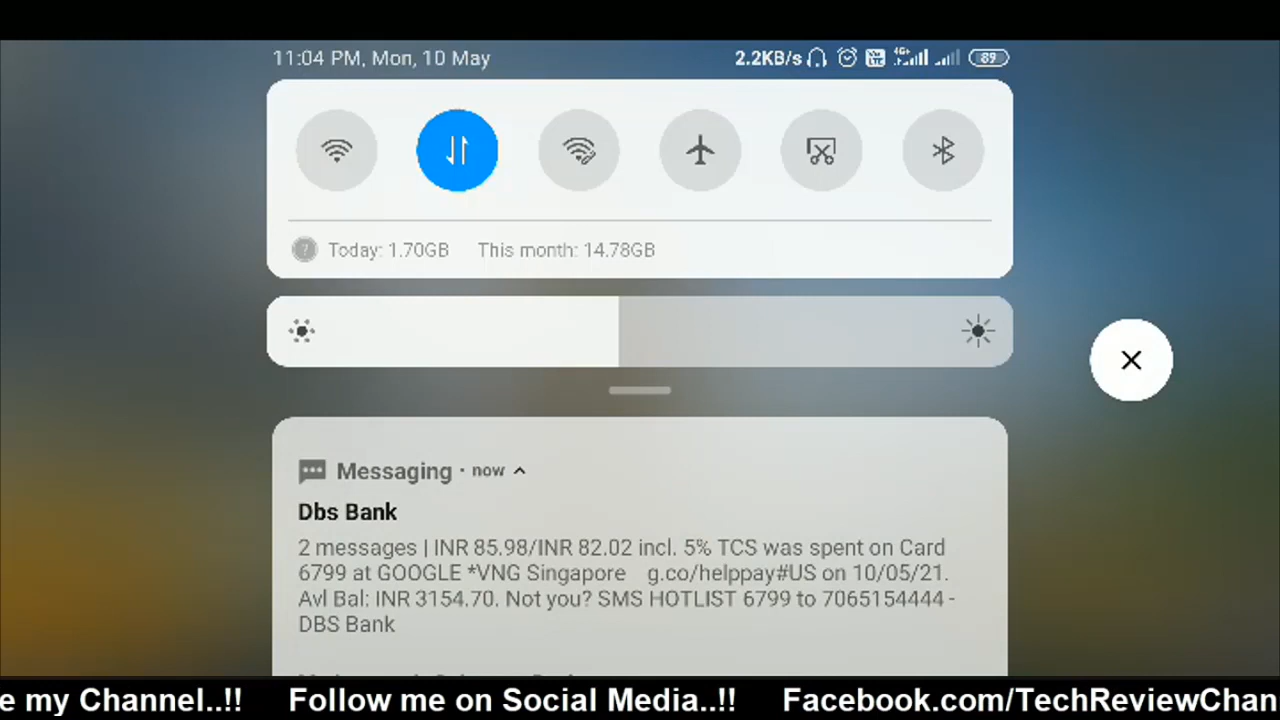 11:04 PM, Mon, 10 May 2.2KB/s 4G+ 89
Today: 1.70GB This month: 14.78GB
Messaging · now
Dbs Bank
2 messages | INR 85.98/INR 82.02 incl. 5% TCS was spent on Card
6799 at GOOGLE *VNG Singapore g.co/helppay#US on 10/05/21.
Avl Bal: INR 3154.70. Not you? SMS HOTLIST 6799 to 7065154444 -
DBS Bank
e my Channel..!! Follow me on Social Media..!! Facebook.com/TechReviewChan